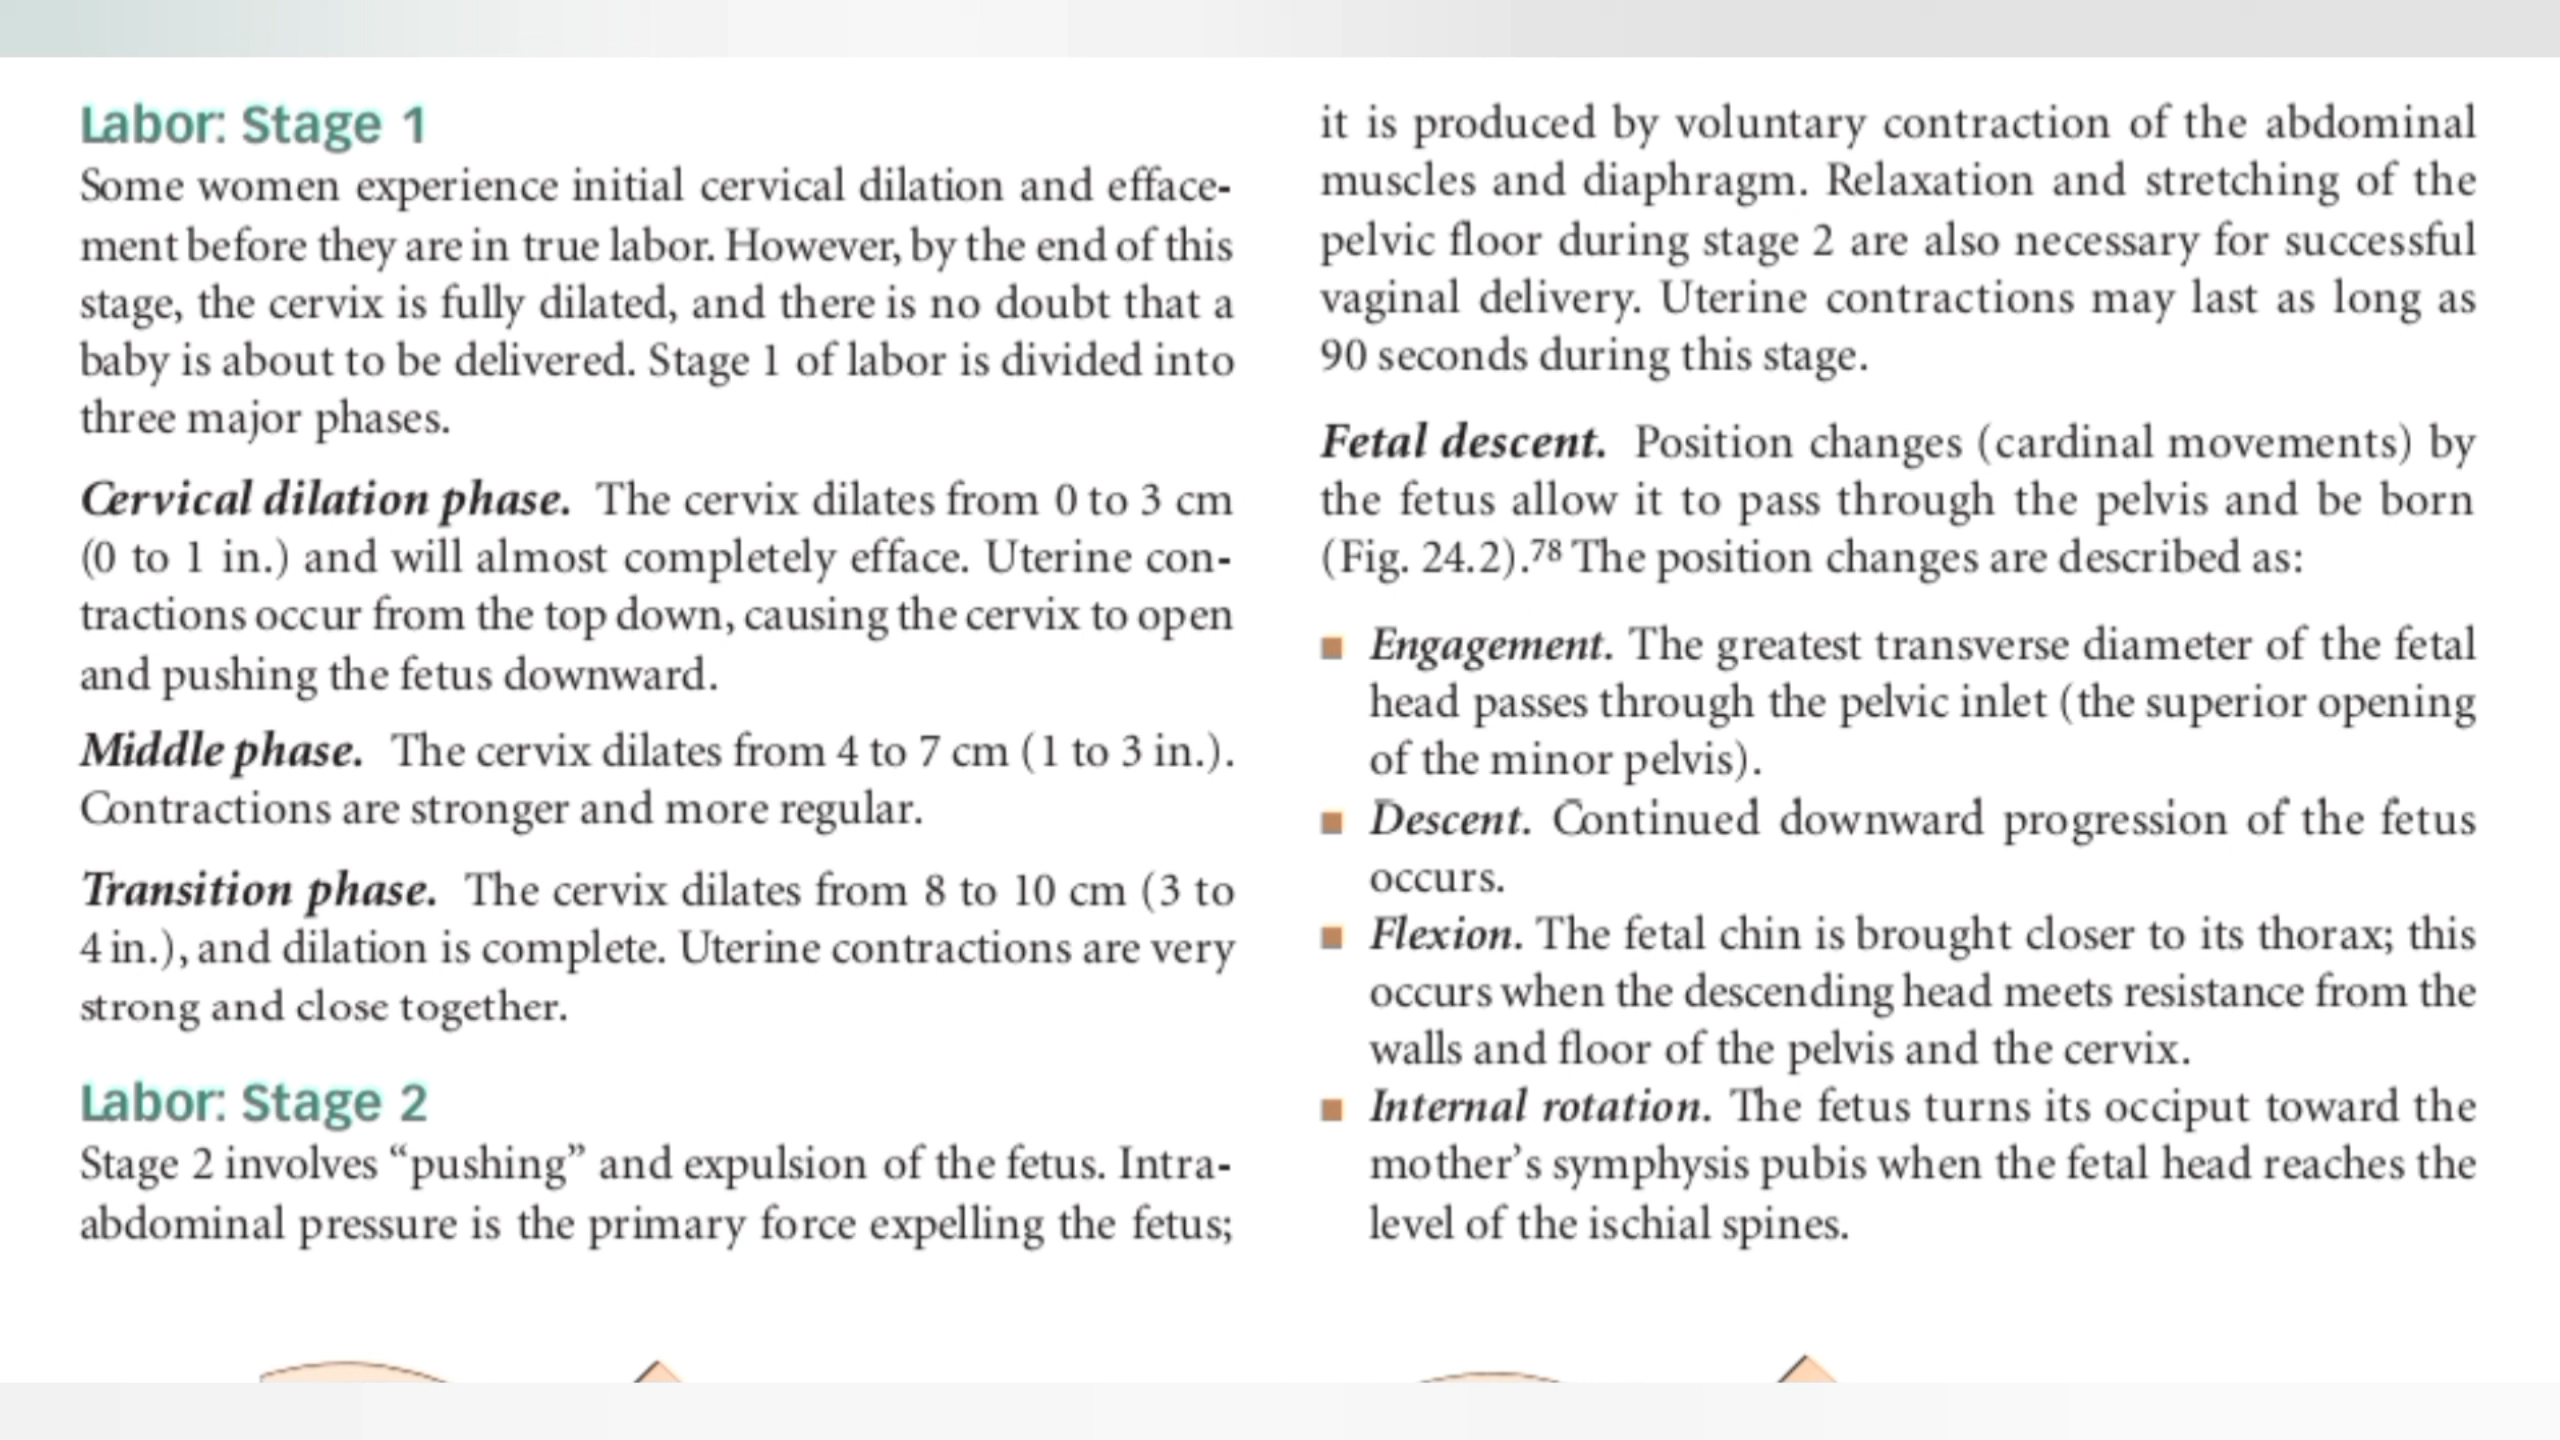 Labor: Stage 1
Some women experience initial cervical dilation and efface-
ment before they are in true labor. However, by the end of this
stage, the cervix is fully dilated, and there is no doubt that a
baby is about to be delivered. Stage 1 of labor is divided into
three major phases.
Cervical dilation phase. The cervix dilates from 0 to 3 cm
(0 to 1 in.) and will almost completely efface. Uterine con-
tractions occur from the top down, causing the cervix to open
and pushing the fetus downward.
Middle phase. The cervix dilates from 4 to 7 cm (1 to 3 in.).
Contractions are stronger and more regular.
Transition phase. The cervix dilates from 8 to 10 cm (3 to
4 in.), and dilation is complete. Uterine contractions are very
strong and close together.
Labor: Stage 2
Stage 2 involves “pushing” and expulsion of the fetus. Intra-
abdominal pressure is the primary force expelling the fetus;
it is produced by voluntary contraction of the abdominal
muscles and diaphragm. Relaxation and stretching of the
pelvic floor during stage 2 are also necessary for successful
vaginal delivery. Uterine contractions may last as long as
90 seconds during this stage.
Fetal descent. Position changes (cardinal movements) by
the fetus allow it to pass through the pelvis and be born
(Fig. 24.2).⁷⁸ The position changes are described as:
■ Engagement. The greatest transverse diameter of the fetal
head passes through the pelvic inlet (the superior opening
of the minor pelvis).
■ Descent. Continued downward progression of the fetus
occurs.
■ Flexion. The fetal chin is brought closer to its thorax; this
occurs when the descending head meets resistance from the
walls and floor of the pelvis and the cervix.
■ Internal rotation. The fetus turns its occiput toward the
mother’s symphysis pubis when the fetal head reaches the
level of the ischial spines.